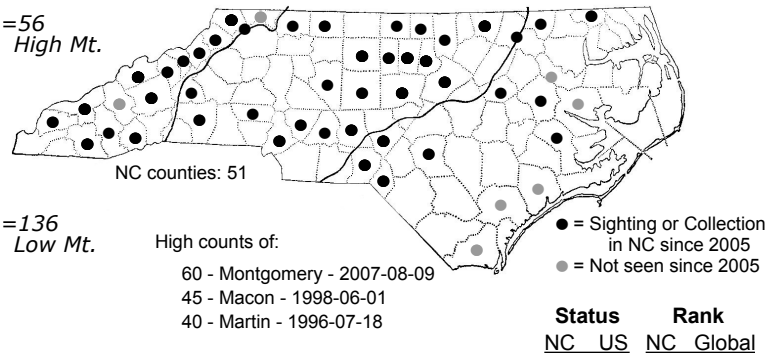 =56
High Mt.
NC counties: 51
=136
Low Mt.
High counts of:
60 - Montgomery - 2007-08-09
45 - Macon - 1998-06-01
40 - Martin - 1996-07-18
= Sighting or Collection
in NC since 2005
= Not seen since 2005
Status Rank
NC US NC Global